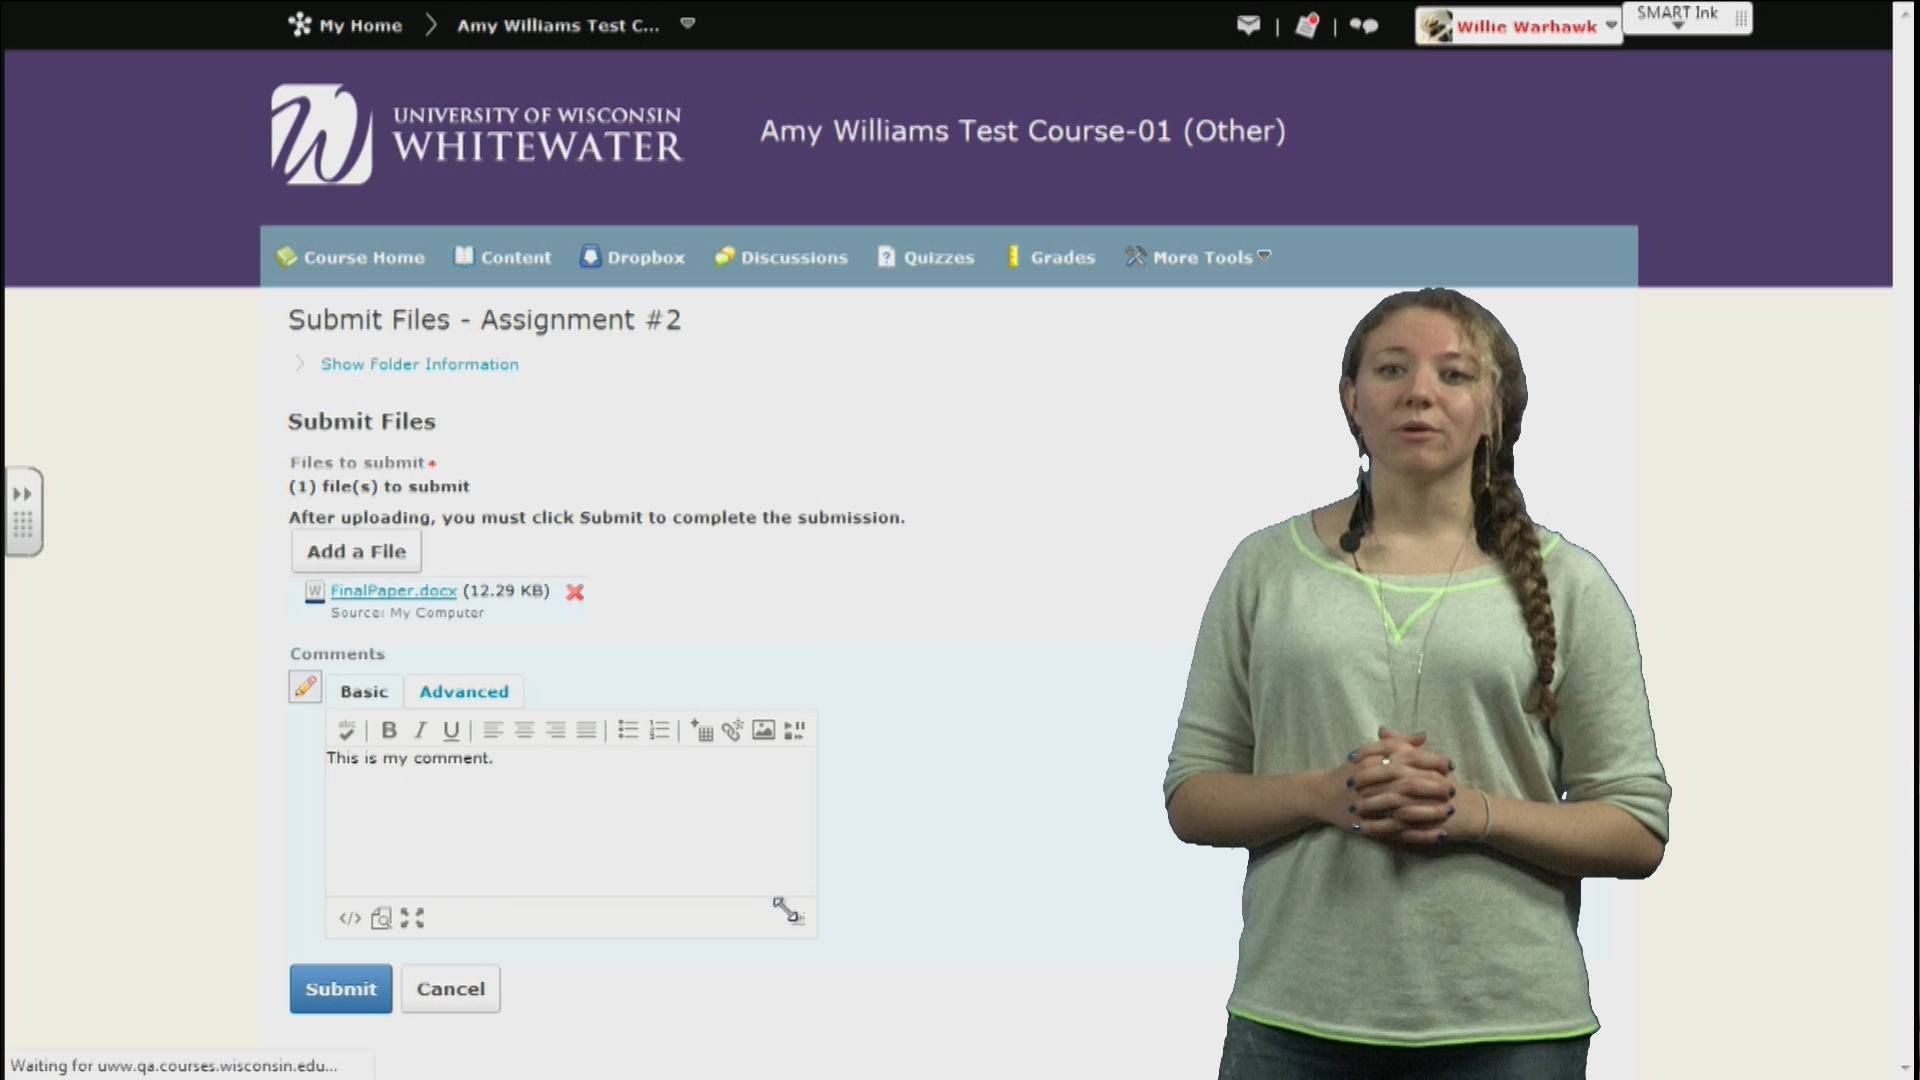 My Home
Amy Williams Test C...
Willie Warhawk
SMART Ink
UNIVERSITY OF WISCONSIN
WHITEWATER
Amy Williams Test Course-01 (Other)
Course Home
Content
Dropbox
Discussions
Quizzes
Grades
More Tools
Submit Files - Assignment #2
Show Folder Information
Submit Files
Files to submit*
(1) file(s) to submit
After uploading, you must click Submit to complete the submission.
Add a File
W FinalPaper.docx (12.29 KB)
Source: My Computer
Comments
Basic
Advanced
abc B I U
This is my comment.
</>
Submit
Cancel
Waiting for uww.qa.courses.wisconsin.edu...